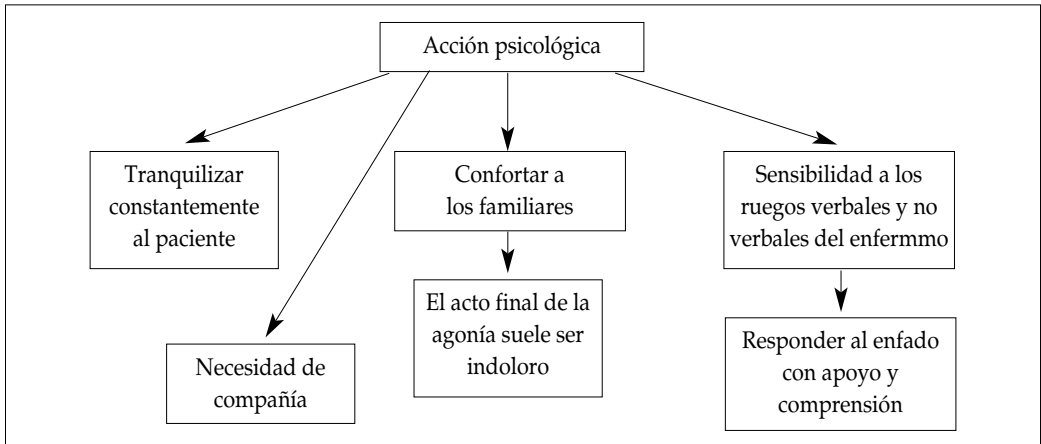 Acción psicológica
Tranquilizar
constantemente
al paciente
Confortar a
los familiares
Sensibilidad a los
ruegos verbales y no
verbales del enfermmo
El acto final de la
agonía suele ser
indoloro
Necesidad de
compañía
Responder al enfado
con apoyo y
comprensión